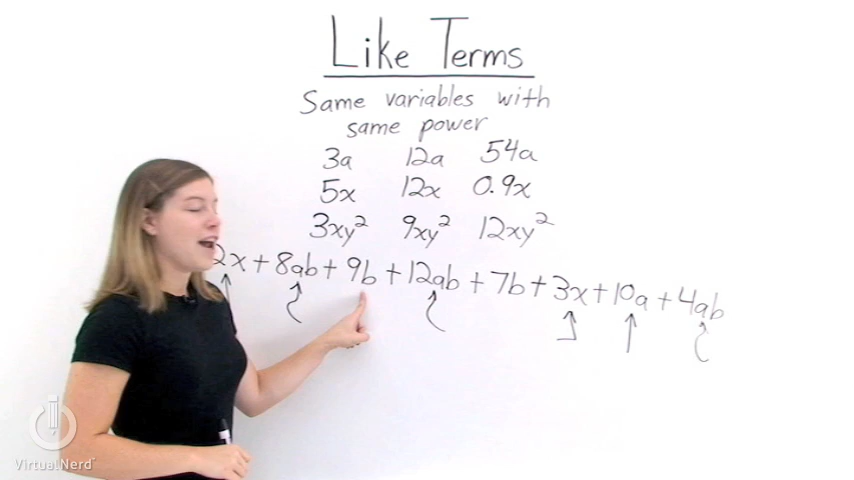 Like Terms
Same variables with
same power
3a 12a 54a
5x 12x 0.9x
3xy² 9xy² 12xy²
2x + 8ab + 9b + 12ab + 7b + 3x + 10a + 4ab
VirtualNerd™